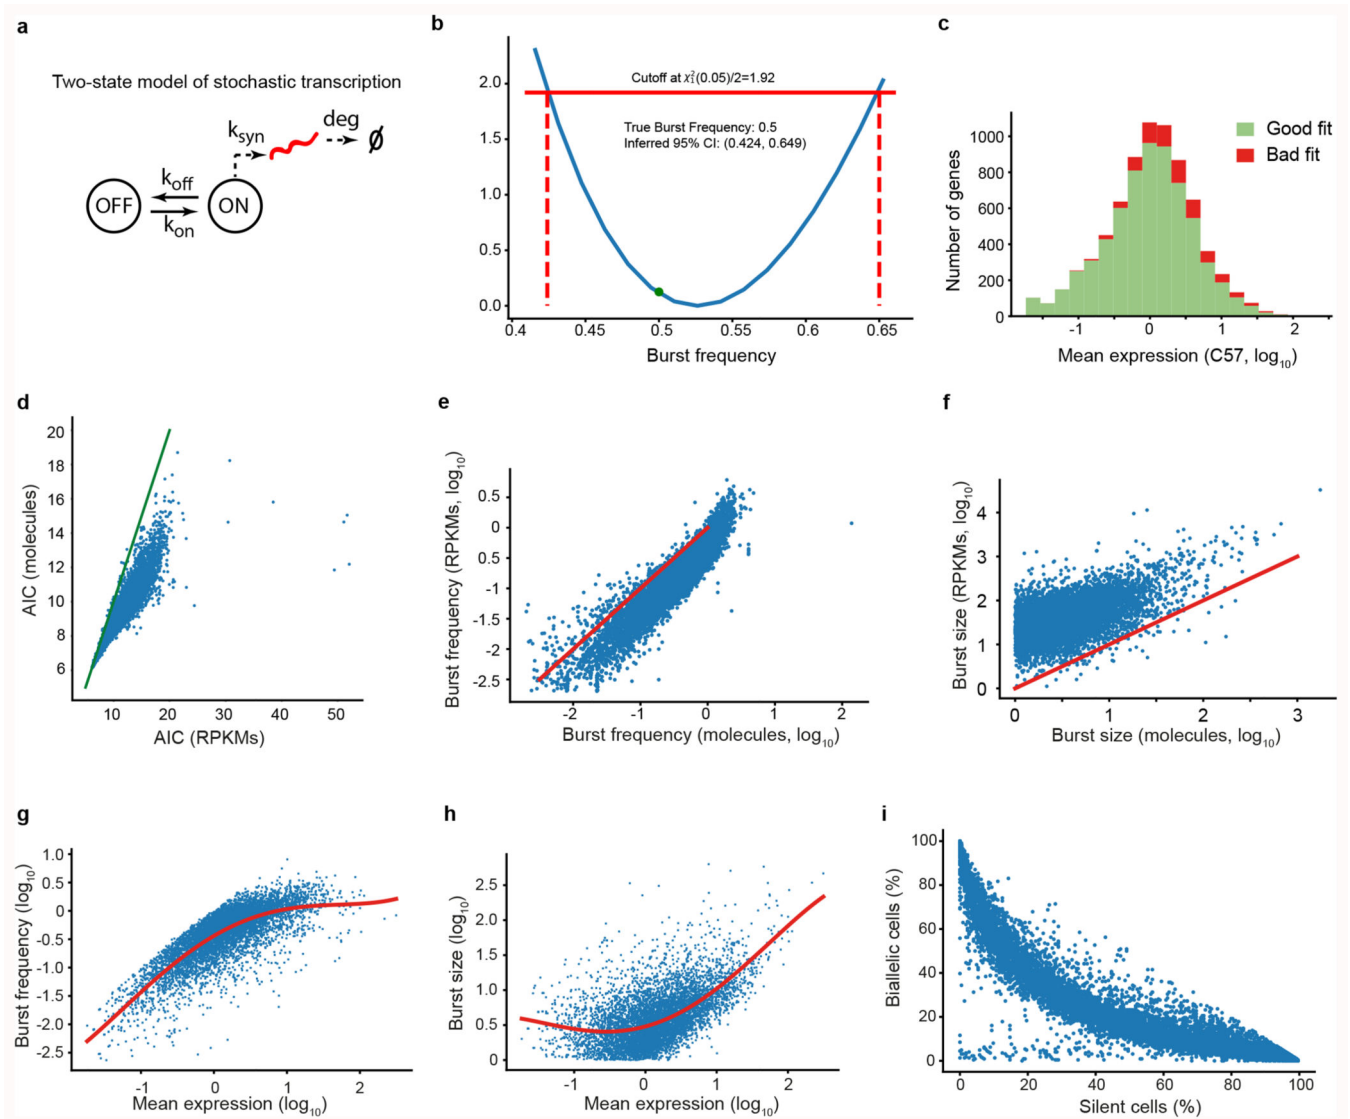 a
Two-state model of stochastic transcription
k_syn
deg
Ø
OFF
k_off
k_on
ON
b
Cutoff at χ²₁(0.05)/2=1.92
True Burst Frequency: 0.5
Inferred 95% CI: (0.424, 0.649)
2.0
1.5
1.0
0.5
0.0
0.4 0.45 0.5 0.55 0.6 0.65
Burst frequency
c
Good fit
Bad fit
Number of genes
1000
800
600
400
200
0
-1 0 1 2
Mean expression (C57, log₁₀)
d
AIC (molecules)
20
18
16
14
12
10
8
6
10 20 30 40 50
AIC (RPKMs)
e
Burst frequency (RPKMs, log₁₀)
0.5
0
0.5
-1
-1.5
-2
-2.5
-2 -1 0 1 2
Burst frequency (molecules, log₁₀)
f
Burst size (RPKMs, log₁₀)
4
3
2
1
0
0 1 2 3
Burst size (molecules, log₁₀)
g
Burst frequency (log₁₀)
1.0
0.5
0
-0.5
-1.0
-1.5
-2.0
-2.5
-1 0 1 2
Mean expression (log₁₀)
h
Burst size (log₁₀)
2.5
2.0
1.5
1.0
0.5
0
-1 0 1 2
Mean expression (log₁₀)
i
Biallelic cells (%)
100
80
60
40
20
0
0 20 40 60 80 100
Silent cells (%)